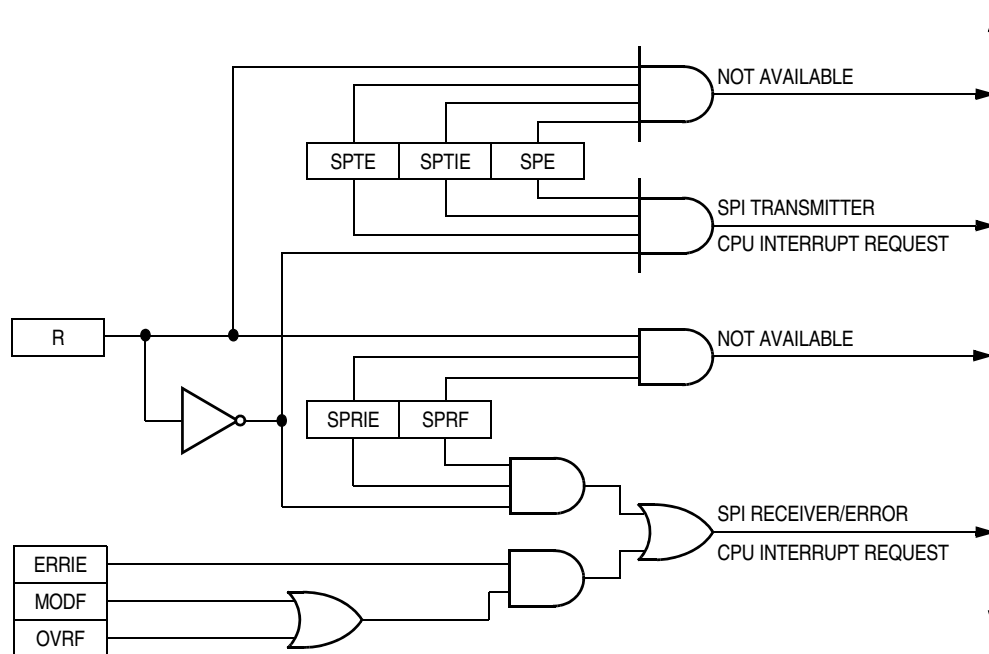 NOT AVAILABLE
SPTE SPTIE SPE
SPI TRANSMITTER
CPU INTERRUPT REQUEST
R
NOT AVAILABLE
SPRIE SPRF
SPI RECEIVER/ERROR
CPU INTERRUPT REQUEST
ERRIE
MODF
OVRF